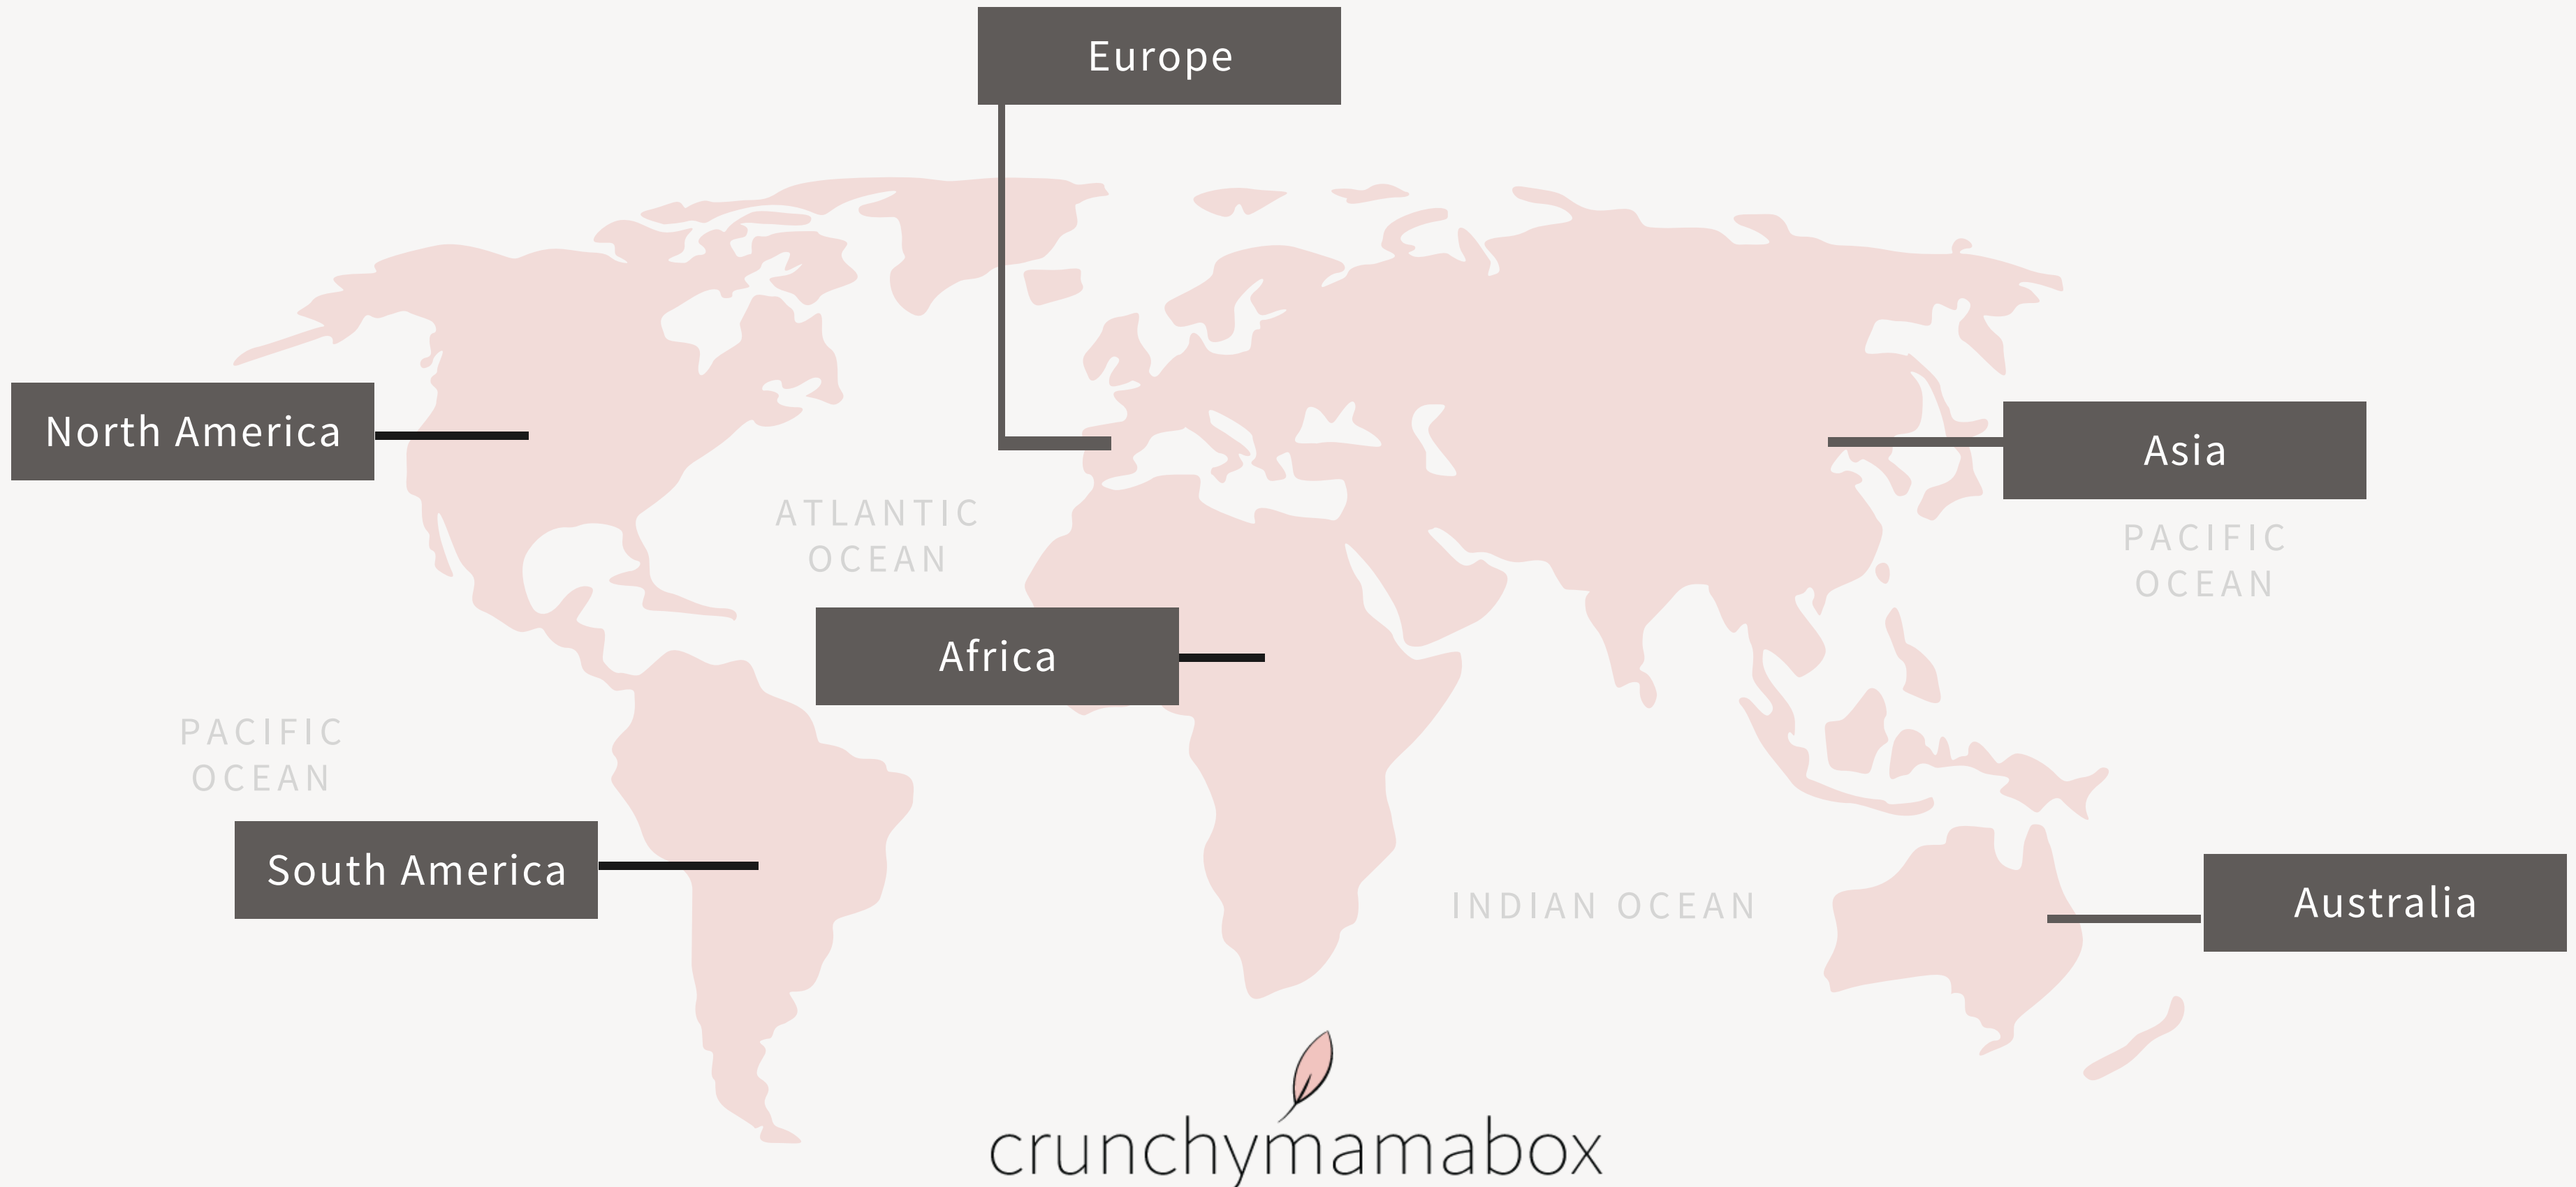 Europe
North America
Asia
ATLANTIC
OCEAN
PACIFIC
OCEAN
Africa
PACIFIC
OCEAN
South America
INDIAN OCEAN
Australia
crunchymamabox